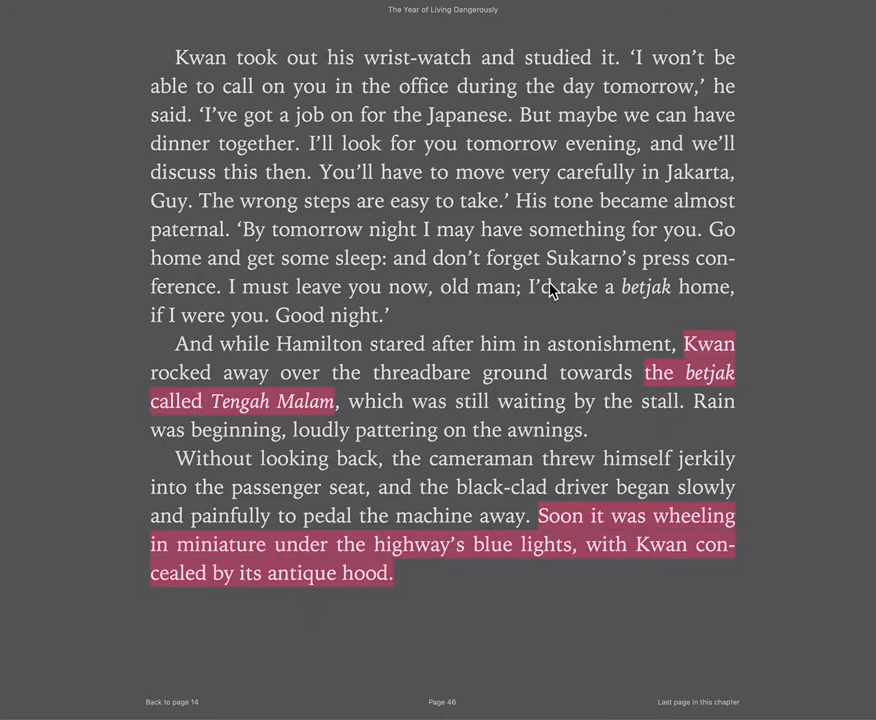 The Year of Living Dangerously
Kwan took out his wrist-watch and studied it. ‘I won’t be
able to call on you in the office during the day tomorrow,’ he
said. ‘I’ve got a job on for the Japanese. But maybe we can have
dinner together. I’ll look for you tomorrow evening, and we’ll
discuss this then. You’ll have to move very carefully in Jakarta,
Guy. The wrong steps are easy to take.’ His tone became almost
paternal. ‘By tomorrow night I may have something for you. Go
home and get some sleep: and don’t forget Sukarno’s press con-
ference. I must leave you now, old man; I’d take a betjak home,
if I were you. Good night.’
And while Hamilton stared after him in astonishment, Kwan
rocked away over the threadbare ground towards the betjak
called Tengah Malam, which was still waiting by the stall. Rain
was beginning, loudly pattering on the awnings.
Without looking back, the cameraman threw himself jerkily
into the passenger seat, and the black-clad driver began slowly
and painfully to pedal the machine away. Soon it was wheeling
in miniature under the highway’s blue lights, with Kwan con-
cealed by its antique hood.
Back to page 14
Page 46
Last page in this chapter